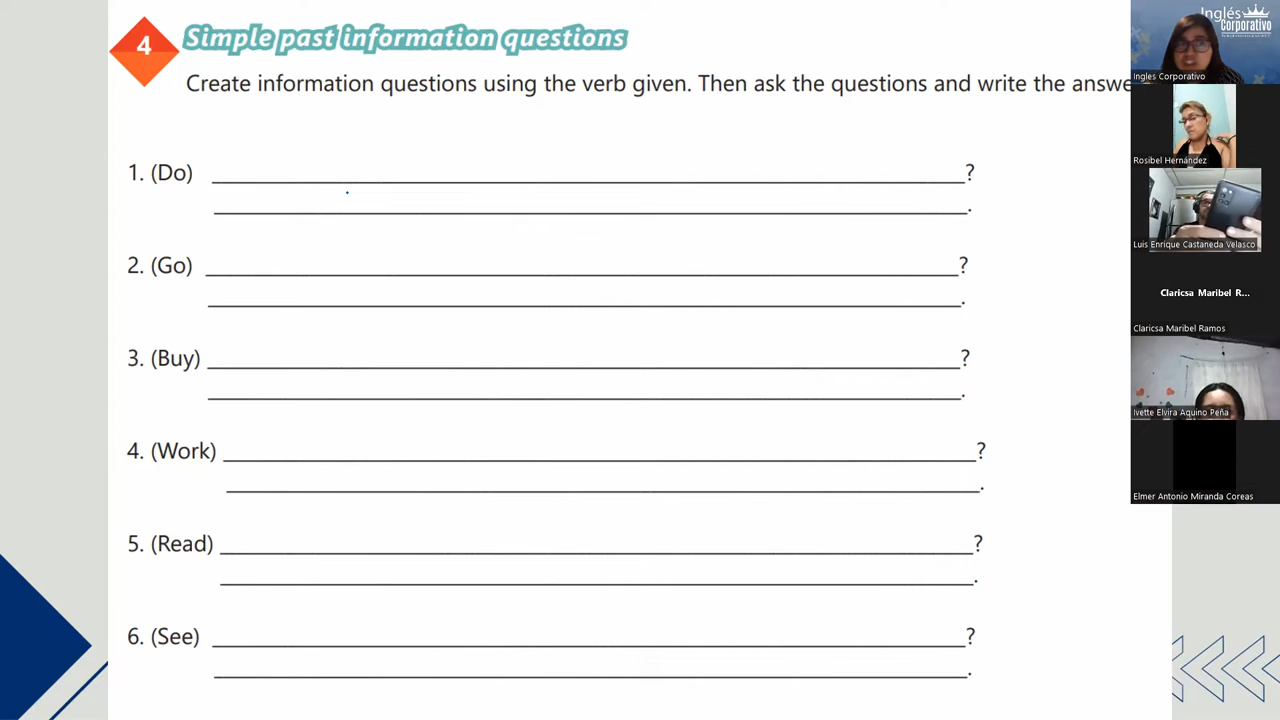 4
Simple past information questions
Create information questions using the verb given. Then ask the questions and write the answe
1. (Do) ?
.
2. (Go) ?
.
3. (Buy) ?
.
4. (Work) ?
.
5. (Read) ?
.
6. (See) ?
.
Inglés
Corporativo
Ingles Corporativo
Rosibel Hernández
Luis Enrique Castaneda Velasco
Claricsa Maribel R...
Claricsa Maribel Ramos
Ivette Elvira Aquino Peña
Elmer Antonio Miranda Coreas